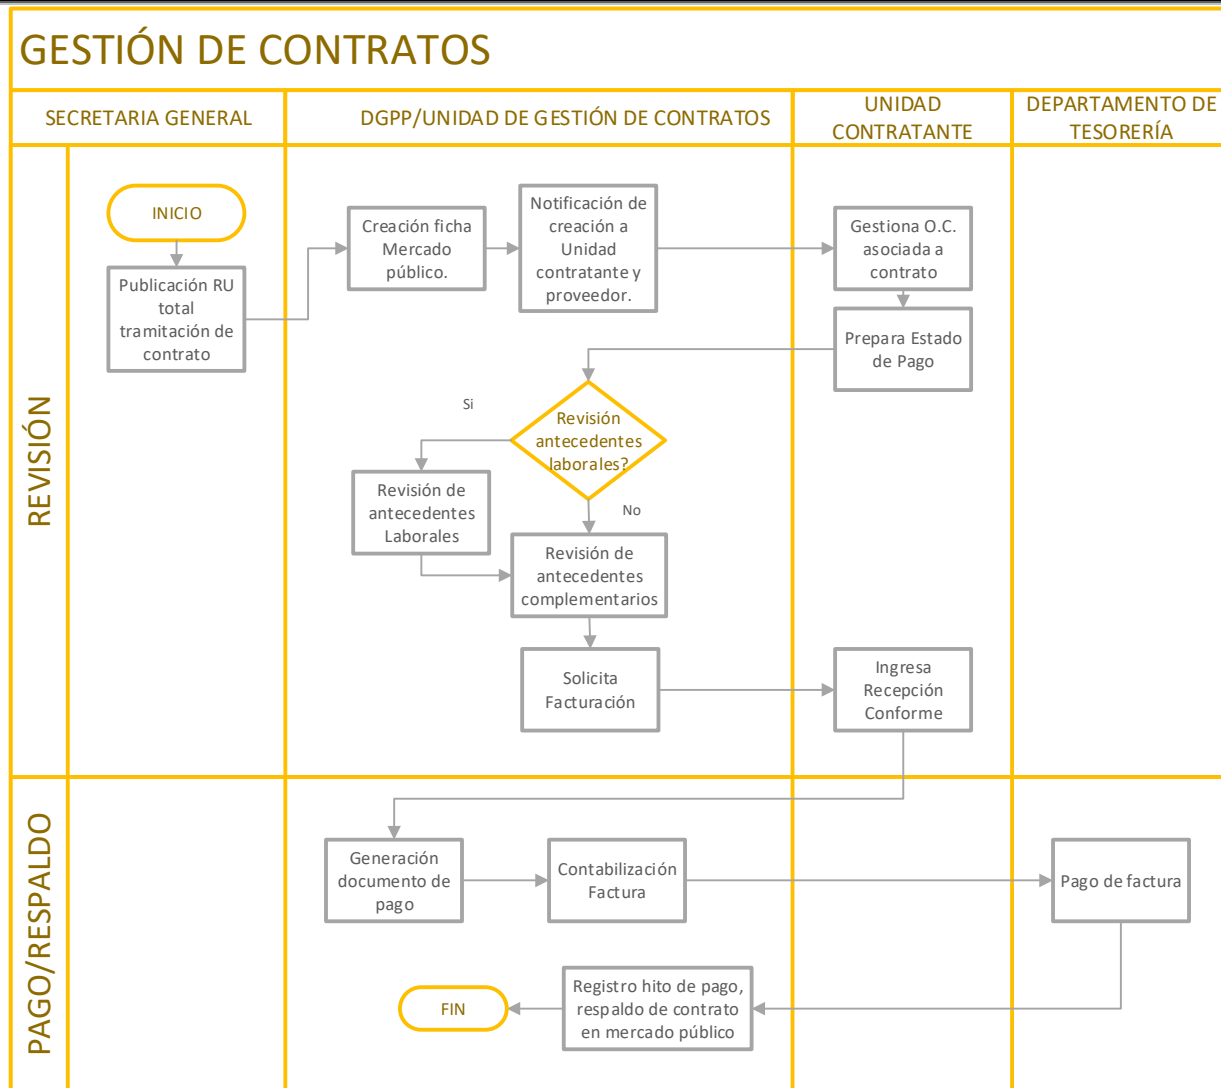 GESTIÓN DE CONTRATOS
SECRETARIA GENERAL
DGPP/UNIDAD DE GESTIÓN DE CONTRATOS
UNIDAD
CONTRATANTE
DEPARTAMENTO DE
TESORERÍA
REVISIÓN
INICIO
Publicación RU
total
tramitación de
contrato
Creación ficha
Mercado
público.
Notificación de
creación a
Unidad
contratante y
proveedor.
Gestiona O.C.
asociada a
contrato
Prepara Estado
de Pago
Revisión
antecedentes
laborales?
Si
No
Revisión de
antecedentes
Laborales
Revisión de
antecedentes
complementarios
Solicita
Facturación
Ingresa
Recepción
Conforme
PAGO/RESPALDO
Generación
documento de
pago
Contabilización
Factura
Pago de factura
Registro hito de pago,
respaldo de contrato
en mercado público
FIN